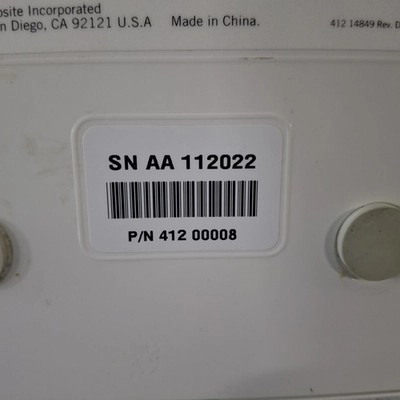 osite Incorporated
n Diego, CA 92121 U.S.A
Made in China.
412 14849 Rev. D
SN AA 112022
P/N 412 00008